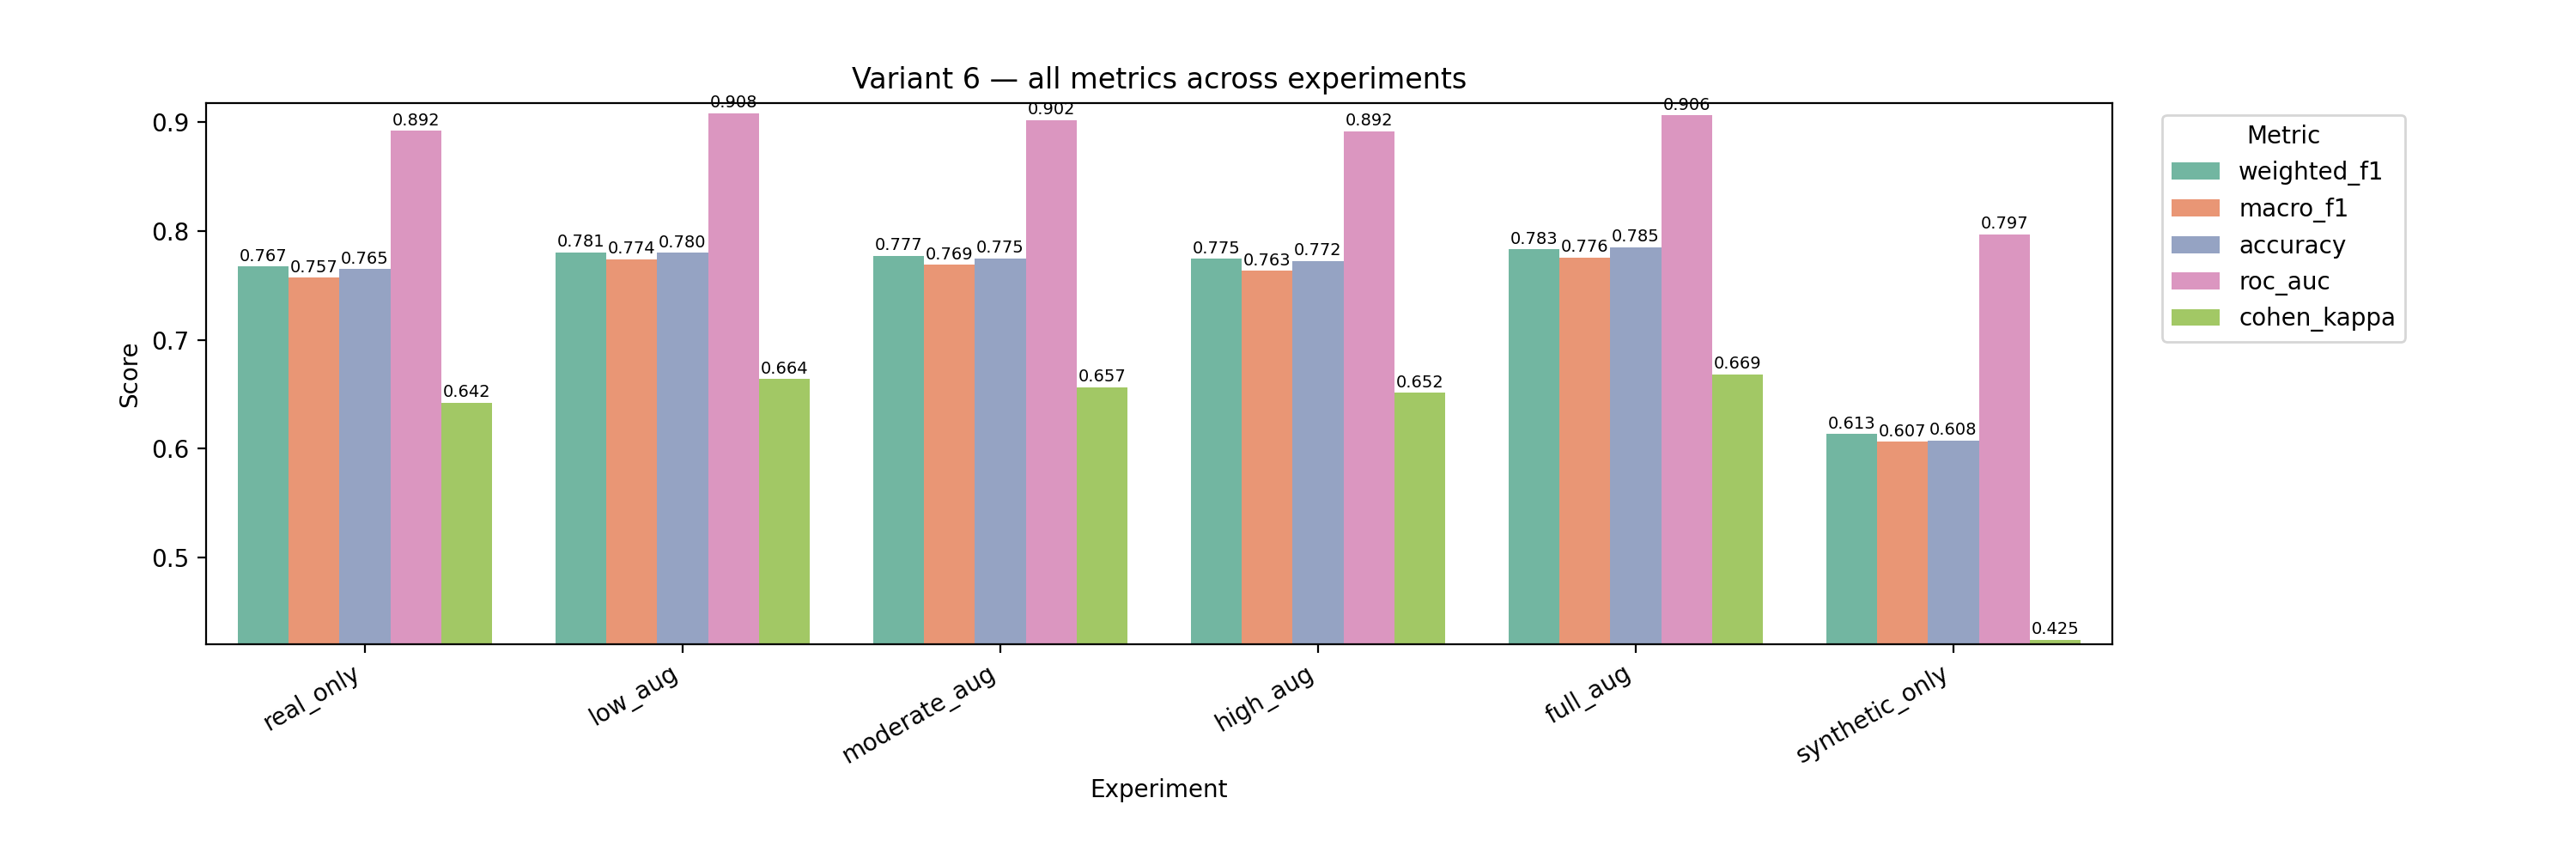 Variant 6 — all metrics across experiments
Score
0.9
0.8
0.7
0.6
0.5
0.767 0.757 0.765 0.892 0.642
0.781 0.774 0.780 0.908 0.664
0.777 0.769 0.775 0.902 0.657
0.775 0.763 0.772 0.892 0.652
0.783 0.776 0.785 0.906 0.669
0.613 0.607 0.608 0.797 0.425
real_only
low_aug
moderate_aug
high_aug
full_aug
synthetic_only
Experiment
Metric
weighted_f1
macro_f1
accuracy
roc_auc
cohen_kappa